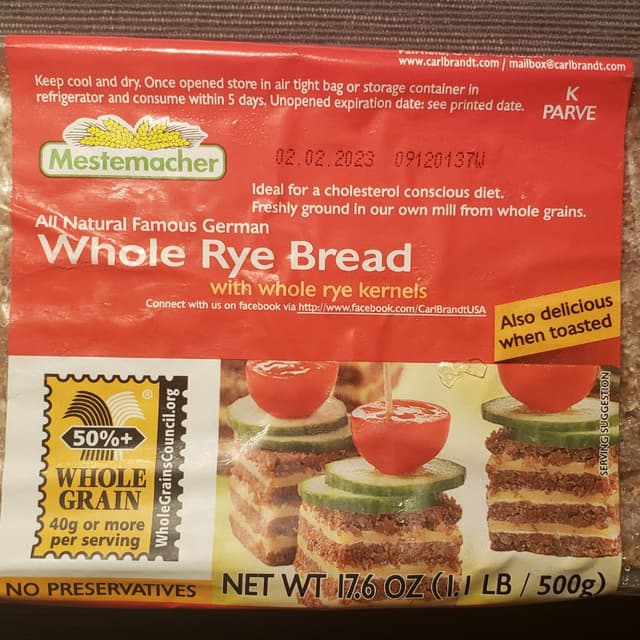 www.carlbrandt.com / mailbox@carlbrandt.com
Keep cool and dry. Once opened store in air tight bag or storage container in
refrigerator and consume within 5 days. Unopened expiration date: see printed date.
K
PARVE
Mestemacher
02.02.2023 09120137W
Ideal for a cholesterol conscious diet.
Freshly ground in our own mill from whole grains.
All Natural Famous German
Whole Rye Bread
with whole rye kernels
Connect with us on facebook via http://www.facebook.com/CarlBrandtUSA
Also delicious
when toasted
50%+
®
WHOLE
GRAIN
40g or more
per serving
WholeGrainsCouncil.org
SERVING SUGGESTION
NO PRESERVATIVES
NET WT 17.6 OZ (1.1 LB / 500g)